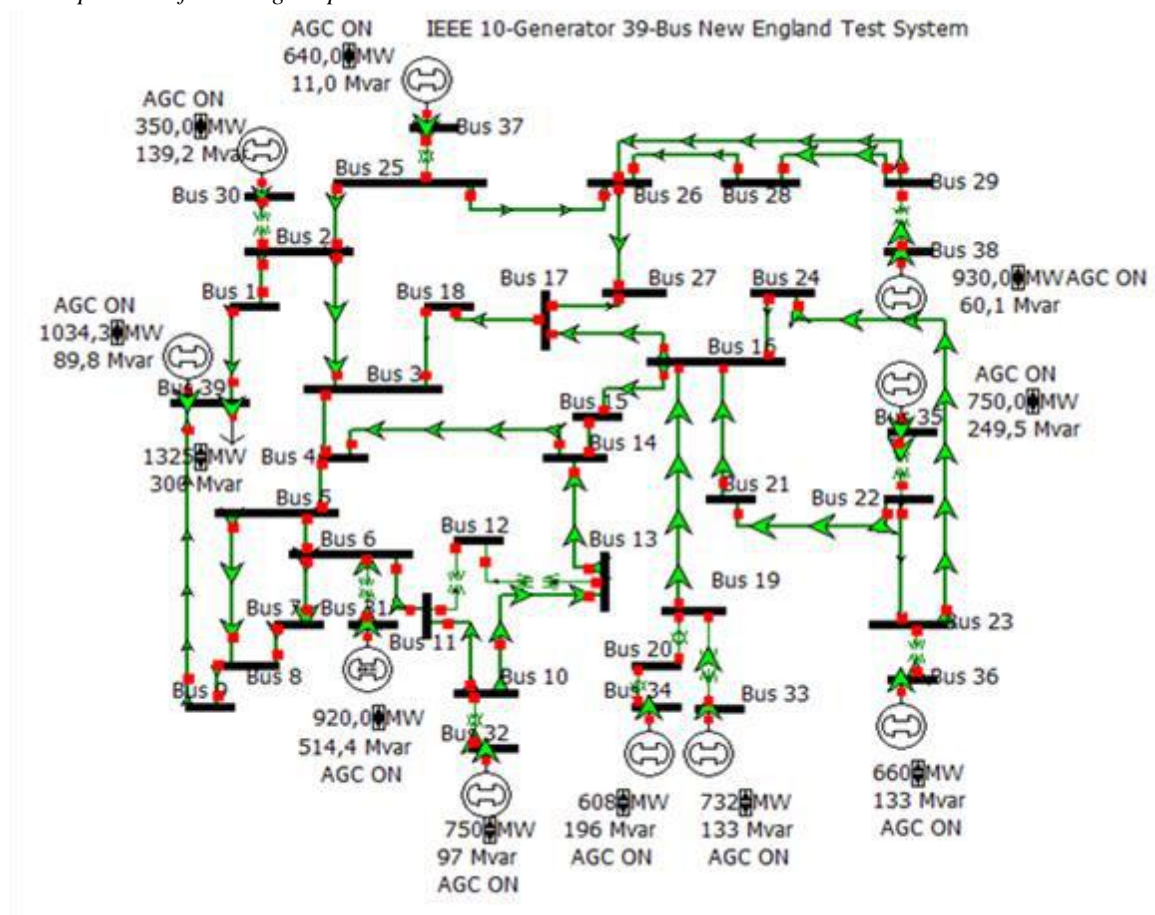 AGC ON
640,0 MW
11,0 Mvar
IEEE 10-Generator 39-Bus New England Test System
AGC ON
350,0 MW
139,2 Mvar
Bus 37
Bus 25
Bus 30
Bus 26
Bus 28
Bus 29
Bus 2
Bus 38
930,0 MW AGC ON
60,1 Mvar
Bus 1
Bus 18
Bus 17
Bus 27
Bus 24
AGC ON
1034,3 MW
89,8 Mvar
Bus 39
Bus 3
Bus 16
AGC ON
750,0 MW
249,5 Mvar
Bus 35
Bus 15
Bus 14
1325 MW
300 Mvar
Bus 4
Bus 5
Bus 21
Bus 22
Bus 6
Bus 12
Bus 13
Bus 7
Bus 31
Bus 11
Bus 19
Bus 23
Bus 8
Bus 9
Bus 10
Bus 20
Bus 34
Bus 33
Bus 36
920,0 MW
514,4 Mvar
AGC ON
Bus 32
750 MW
97 Mvar
AGC ON
608 MW
196 Mvar
AGC ON
732 MW
133 Mvar
AGC ON
660 MW
133 Mvar
AGC ON